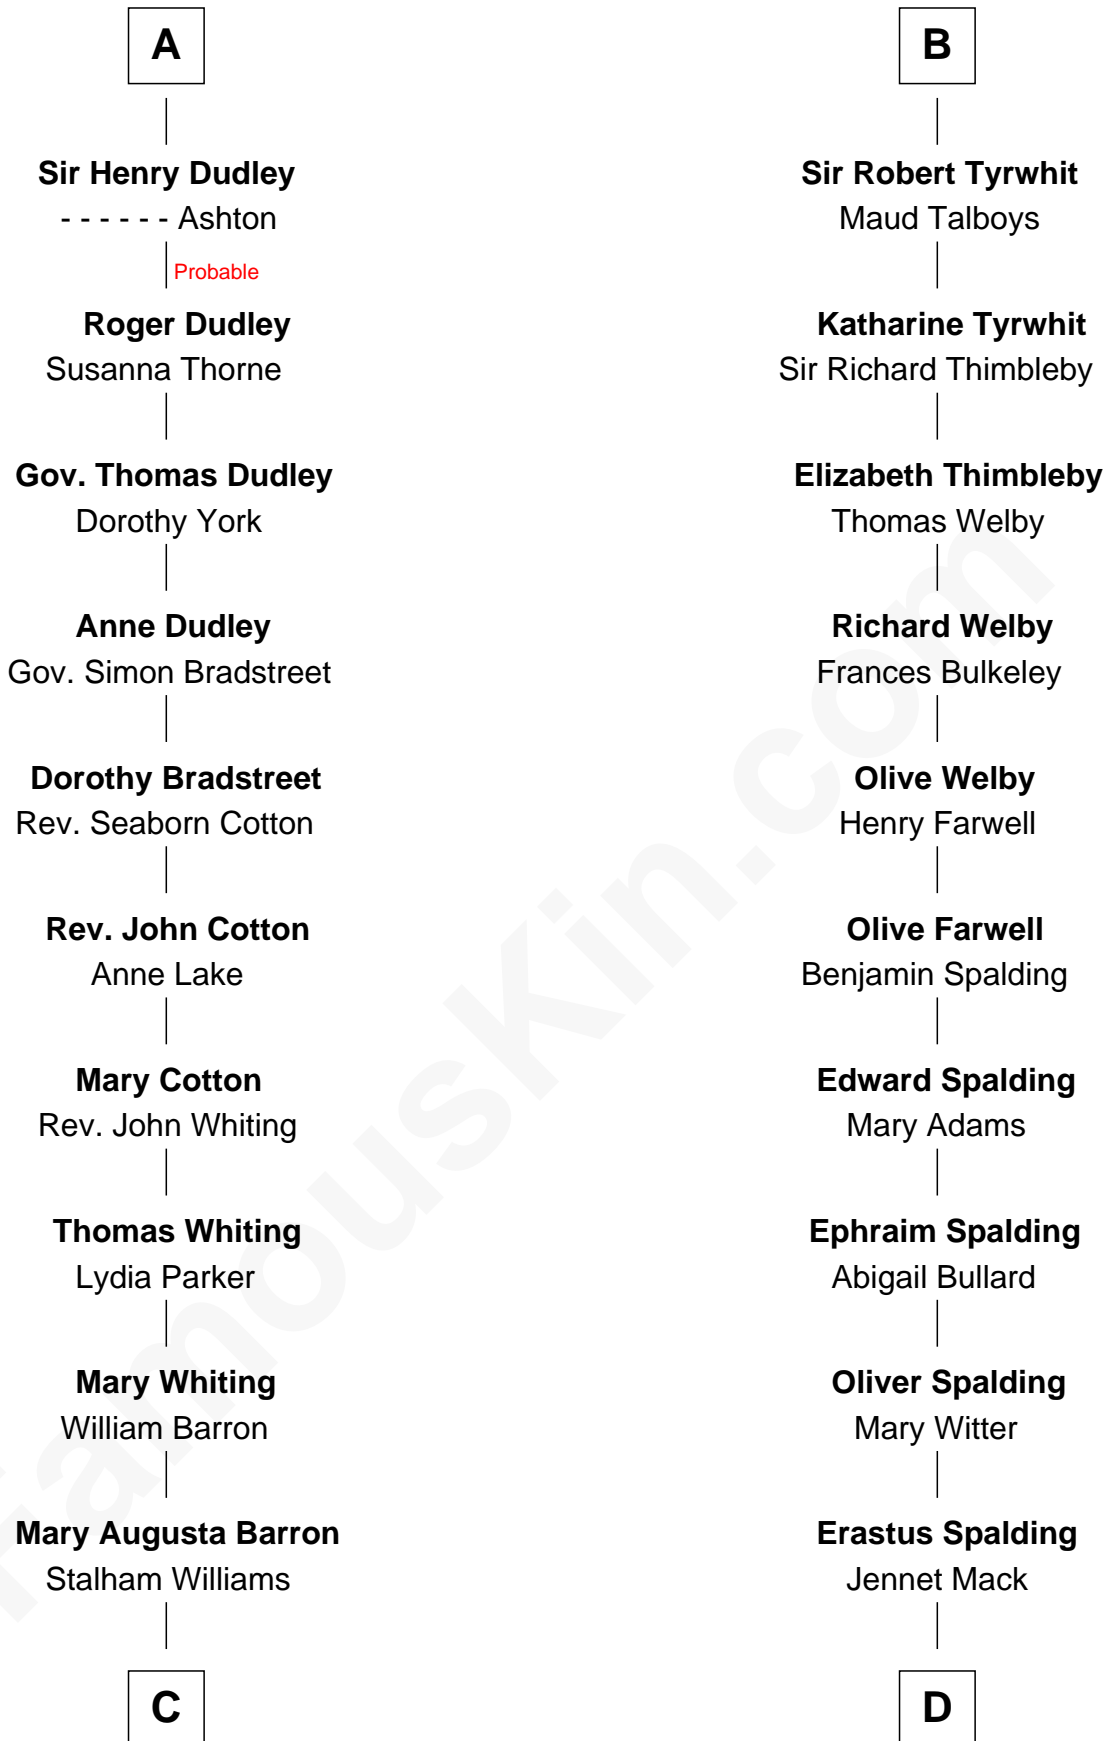 A
Sir Henry Dudley
- - - - - - Ashton
Probable
Roger Dudley
Susanna Thorne
Gov. Thomas Dudley
Dorothy York
Anne Dudley
Gov. Simon Bradstreet
Dorothy Bradstreet
Rev. Seaborn Cotton
Rev. John Cotton
Anne Lake
Mary Cotton
Rev. John Whiting
Thomas Whiting
Lydia Parker
Mary Whiting
William Barron
Mary Augusta Barron
Stalham Williams
C
B
Sir Robert Tyrwhit
Maud Talboys
Katharine Tyrwhit
Sir Richard Thimbleby
Elizabeth Thimbleby
Thomas Welby
Richard Welby
Frances Bulkeley
Olive Welby
Henry Farwell
Olive Farwell
Benjamin Spalding
Edward Spalding
Mary Adams
Ephraim Spalding
Abigail Bullard
Oliver Spalding
Mary Witter
Erastus Spalding
Jennet Mack
D
FamousKin.com